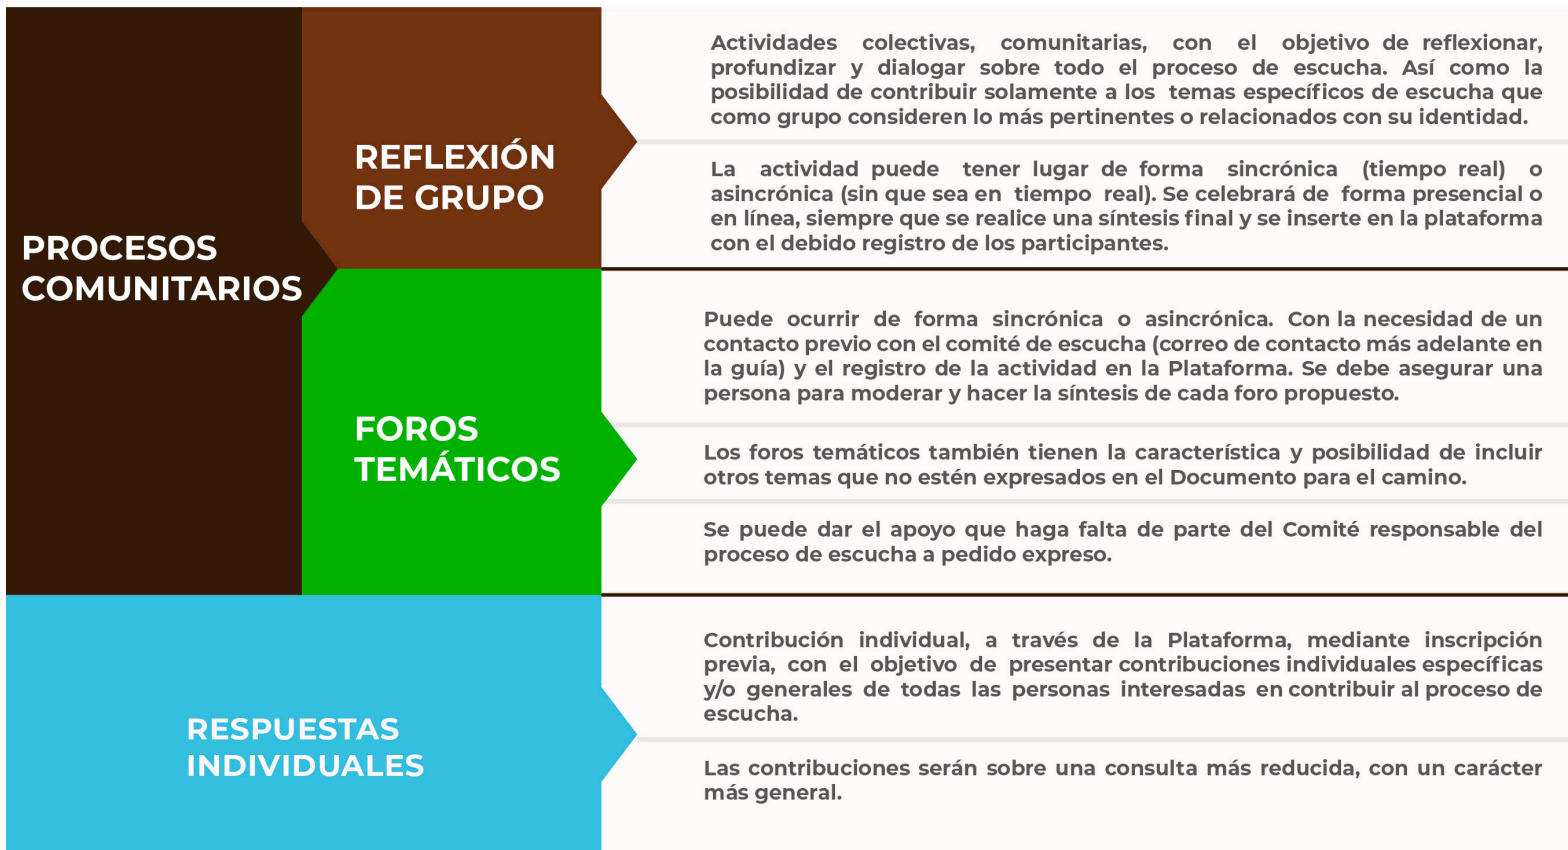 PROCESOS
COMUNITARIOS
REFLEXIÓN
DE GRUPO
Actividades colectivas, comunitarias, con el objetivo de reflexionar,
profundizar y dialogar sobre todo el proceso de escucha. Así como la
posibilidad de contribuir solamente a los temas específicos de escucha que
como grupo consideren lo más pertinentes o relacionados con su identidad.
La actividad puede tener lugar de forma sincrónica (tiempo real) o
asincrónica (sin que sea en tiempo real). Se celebrará de forma presencial o
en línea, siempre que se realice una síntesis final y se inserte en la plataforma
con el debido registro de los participantes.
FOROS
TEMÁTICOS
Puede ocurrir de forma sincrónica o asincrónica. Con la necesidad de un
contacto previo con el comité de escucha (correo de contacto más adelante en
la guía) y el registro de la actividad en la Plataforma. Se debe asegurar una
persona para moderar y hacer la síntesis de cada foro propuesto.
Los foros temáticos también tienen la característica y posibilidad de incluir
otros temas que no estén expresados en el Documento para el camino.
Se puede dar el apoyo que haga falta de parte del Comité responsable del
proceso de escucha a pedido expreso.
RESPUESTAS
INDIVIDUALES
Contribución individual, a través de la Plataforma, mediante inscripción
previa, con el objetivo de presentar contribuciones individuales específicas
y/o generales de todas las personas interesadas en contribuir al proceso de
escucha.
Las contribuciones serán sobre una consulta más reducida, con un carácter
más general.